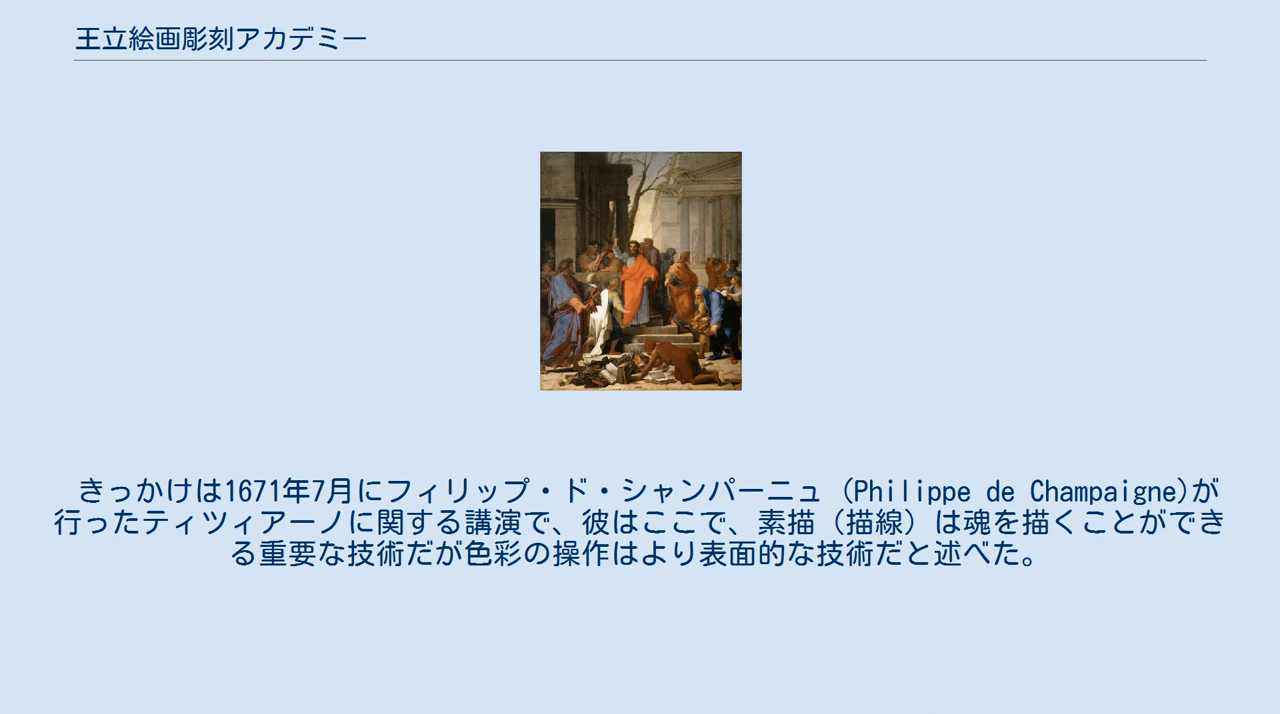 王立絵画彫刻アカデミー
きっかけは1671年7月にフィリップ・ド・シャンパーニュ (Philippe de Champaigne)が
行ったティツィアーノに関する講演で、彼はここで、素描（描線）は魂を描くことができ
る重要な技術だが色彩の操作はより表面的な技術だと述べた。